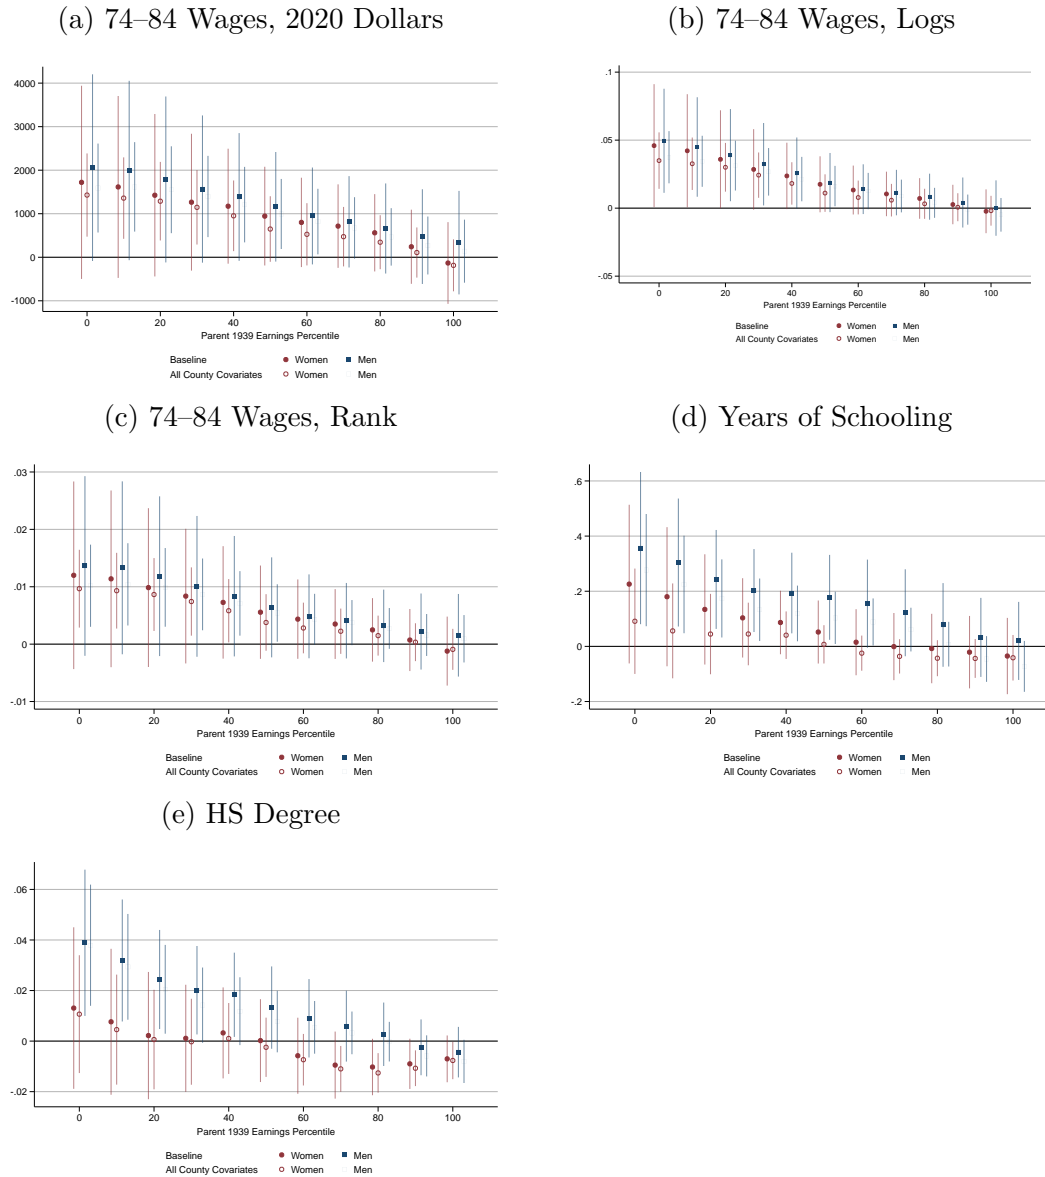 (a) 74–84 Wages, 2020 Dollars
4000
3000
2000
1000
0
-1000
0 20 40 60 80 100
Parent 1939 Earnings Percentile
Baseline Women Men
All County Covariates Women Men
(b) 74–84 Wages, Logs
.1
.05
0
-.05
0 20 40 60 80 100
Parent 1939 Earnings Percentile
Baseline Women Men
All County Covariates Women Men
(c) 74–84 Wages, Rank
.03
.02
.01
0
-.01
0 20 40 60 80 100
Parent 1939 Earnings Percentile
Baseline Women Men
All County Covariates Women Men
(d) Years of Schooling
.6
.4
.2
0
-.2
0 20 40 60 80 100
Parent 1939 Earnings Percentile
Baseline Women Men
All County Covariates Women Men
(e) HS Degree
.06
.04
.02
0
-.02
0 20 40 60 80 100
Parent 1939 Earnings Percentile
Baseline Women Men
All County Covariates Women Men